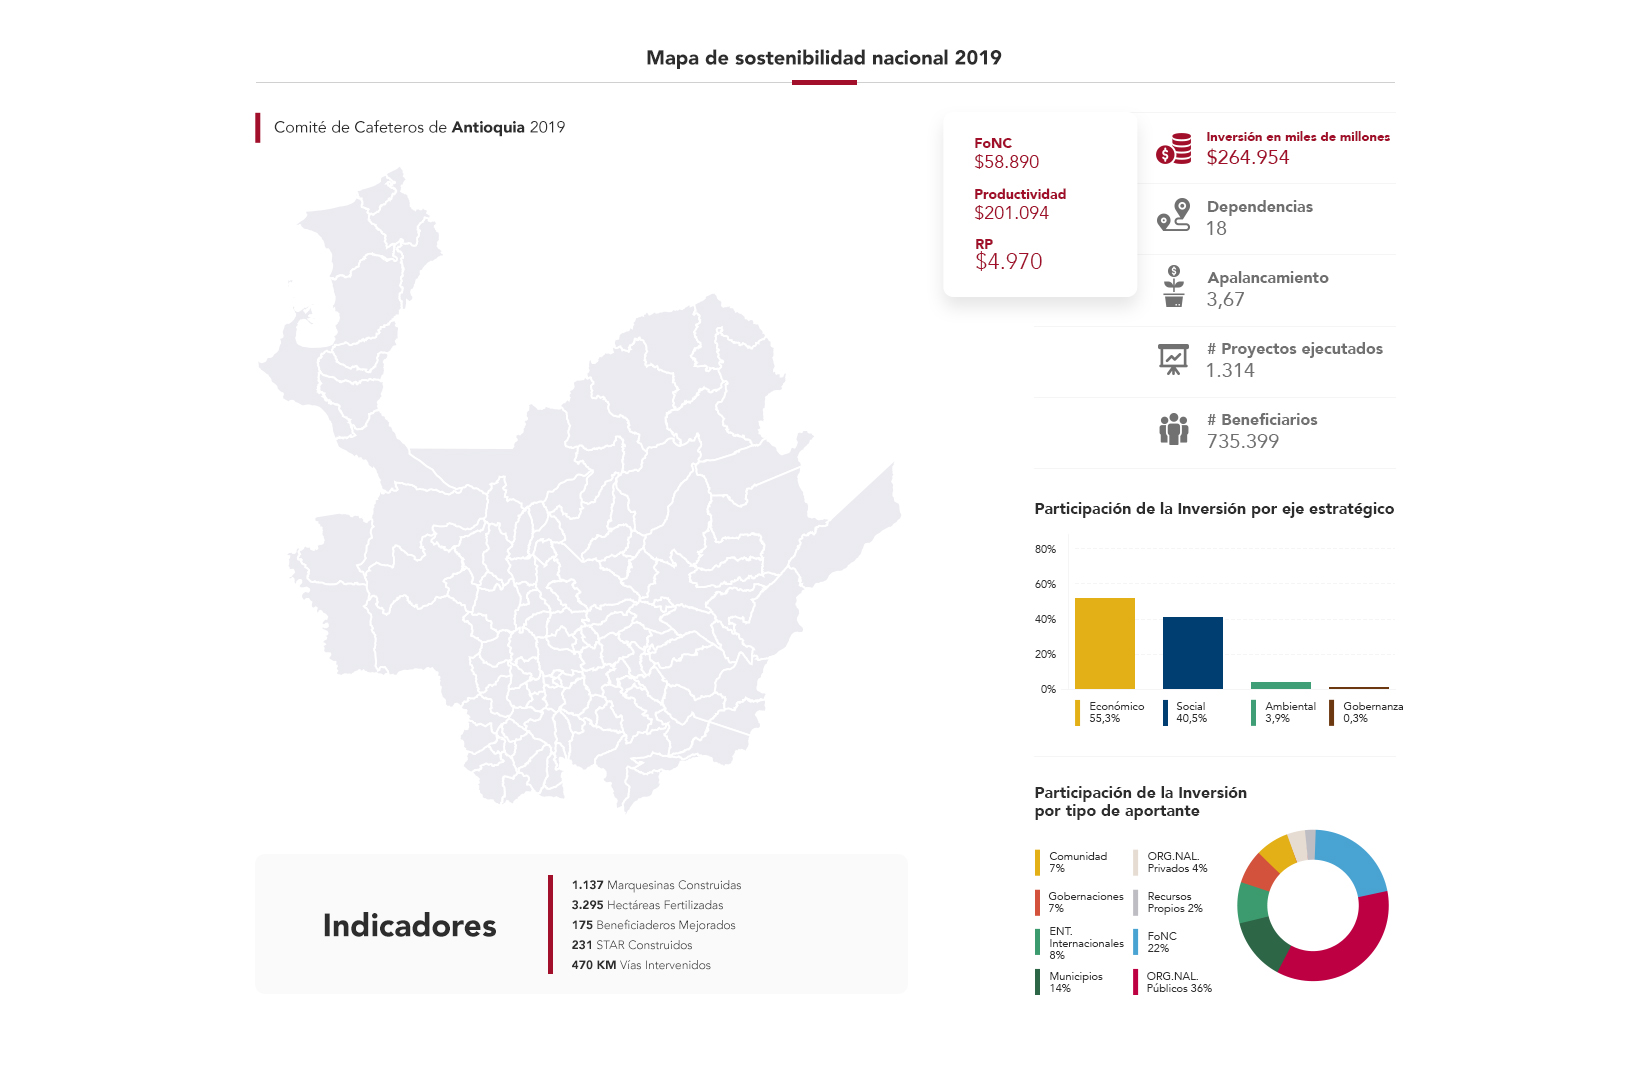 Mapa de sostenibilidad nacional 2019
Comité de Cafeteros de Antioquia 2019
FoNC
$58.890
Productividad
$201.094
RP
$4.970
Inversión en miles de millones
$264.954
Dependencias
18
Apalancamiento
3,67
# Proyectos ejecutados
1.314
# Beneficiarios
735.399
Participación de la Inversión por eje estratégico
80%
60%
40%
20%
0%
Económico
55,3%
Social
40,5%
Ambiental
3,9%
Gobernanza
0,3%
Participación de la Inversión
por tipo de aportante
Comunidad
7%
ORG.NAL.
Privados 4%
Gobernaciones
7%
Recursos
Propios 2%
ENT.
Internacionales
8%
FoNC
22%
Municipios
14%
ORG.NAL.
Públicos 36%
Indicadores
1.137 Marquesinas Construidas
3.295 Hectáreas Fertilizadas
175 Beneficiaderos Mejorados
231 STAR Construidos
470 KM Vías Intervenidos